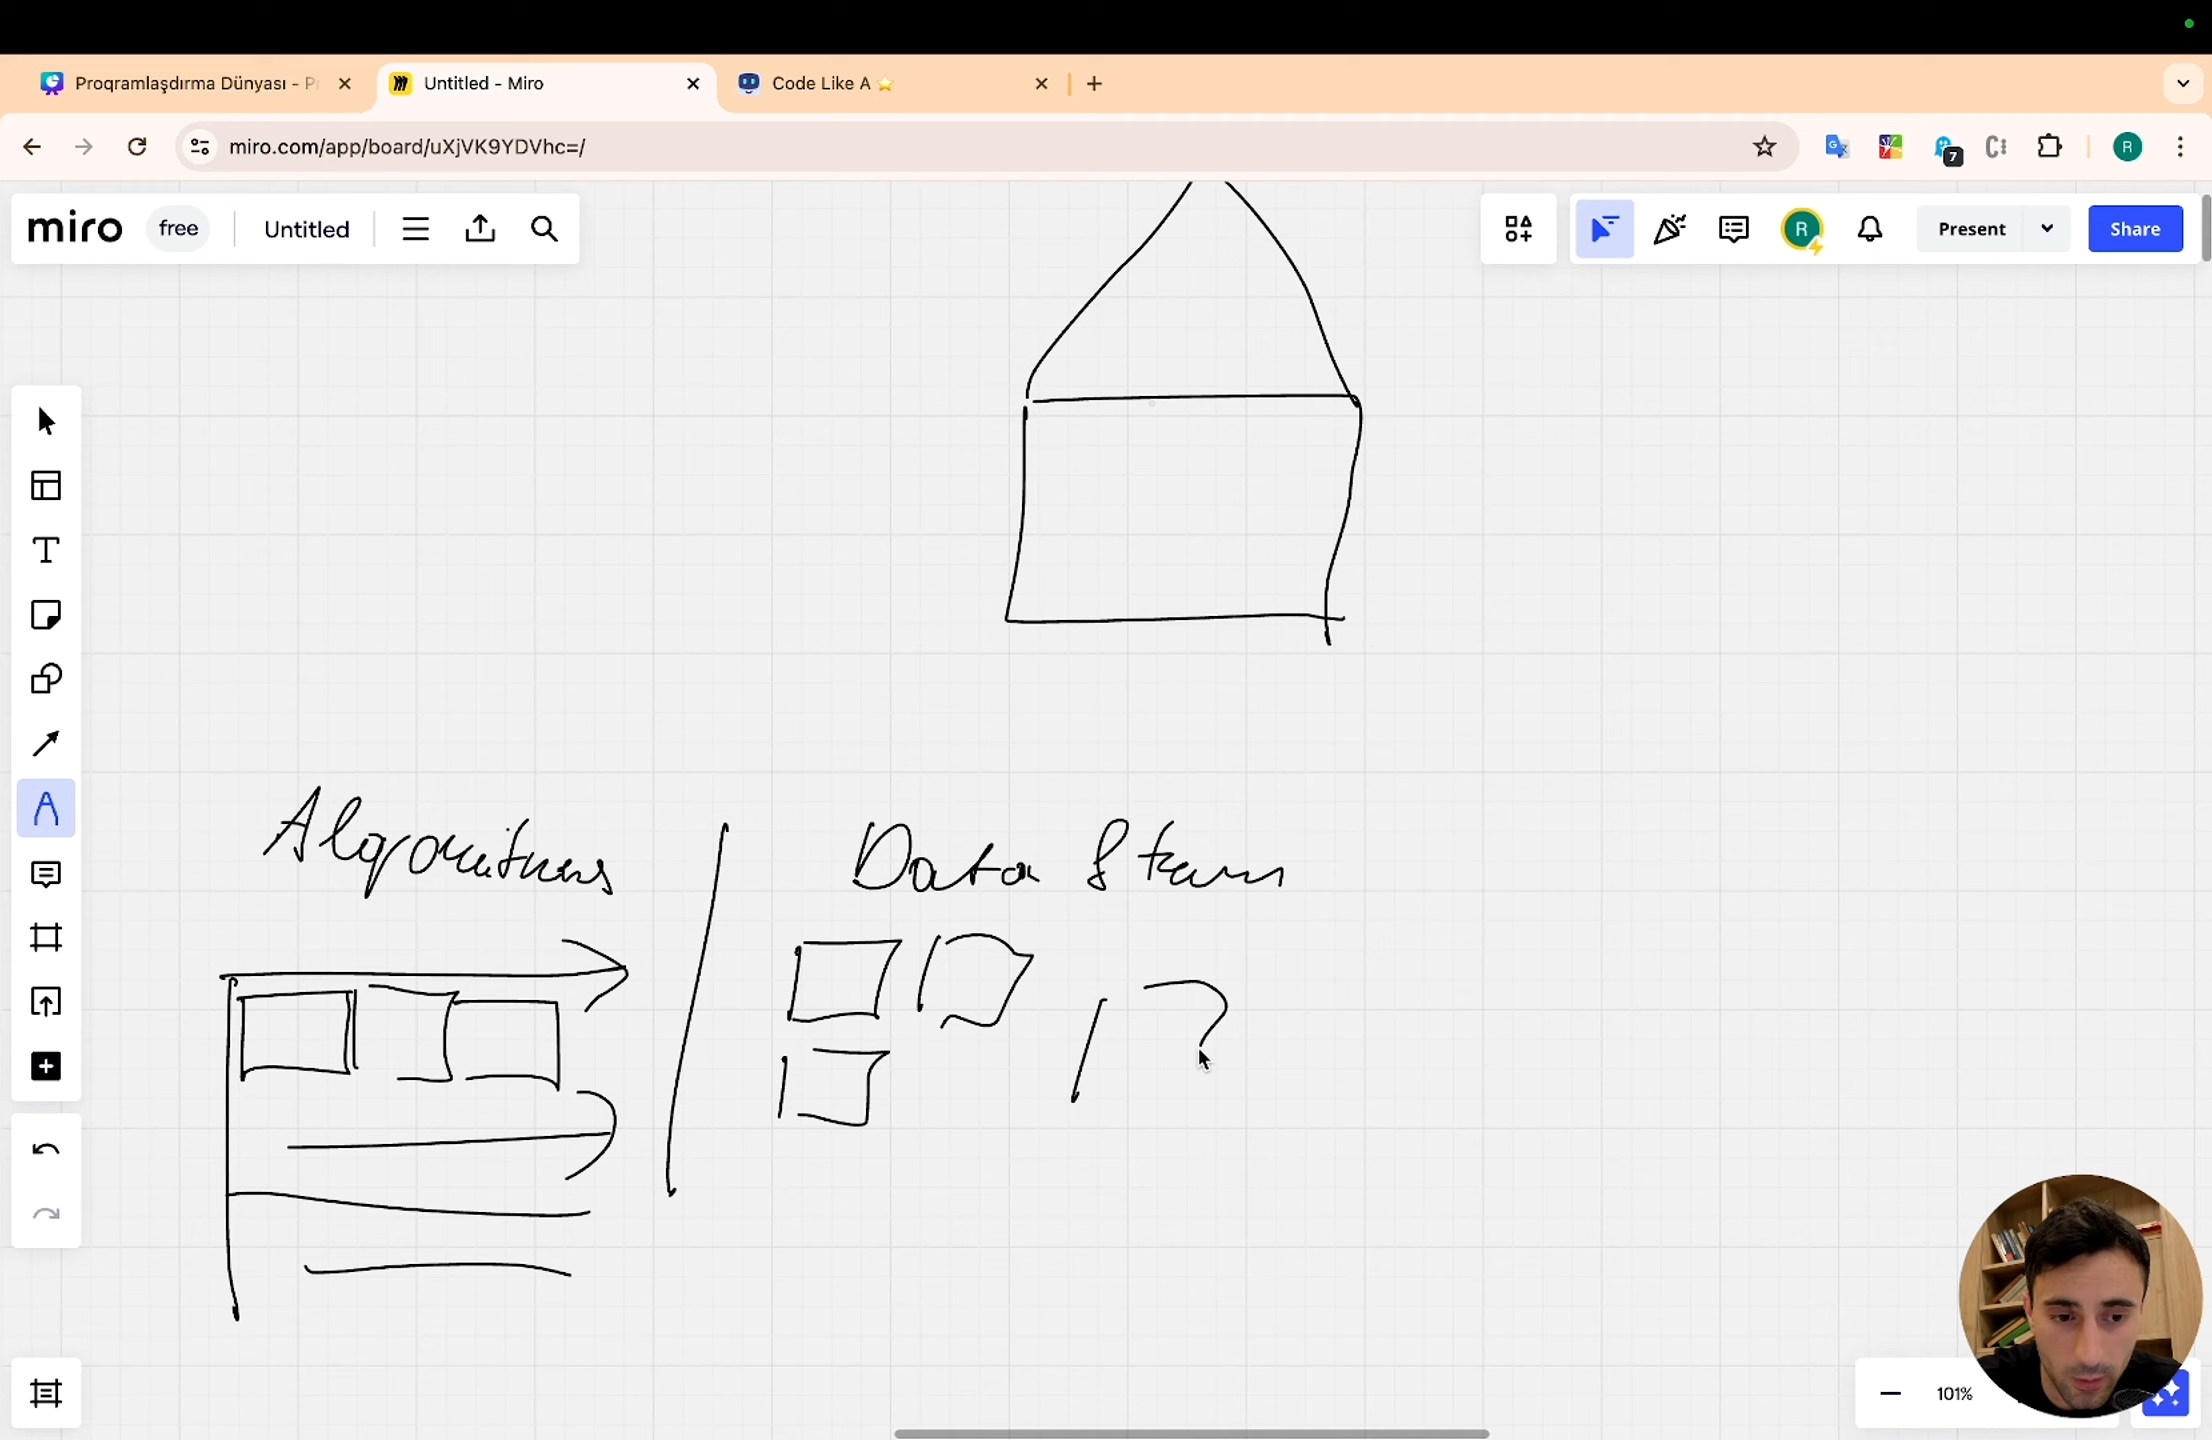 Proqramlaşdırma Dünyası - P
Untitled - Miro
Code Like A ⭐
miro.com/app/board/uXjVK9YDVhc=/
7
R
miro
free
Untitled
R
Present
Share
Algorithms
Data
101%